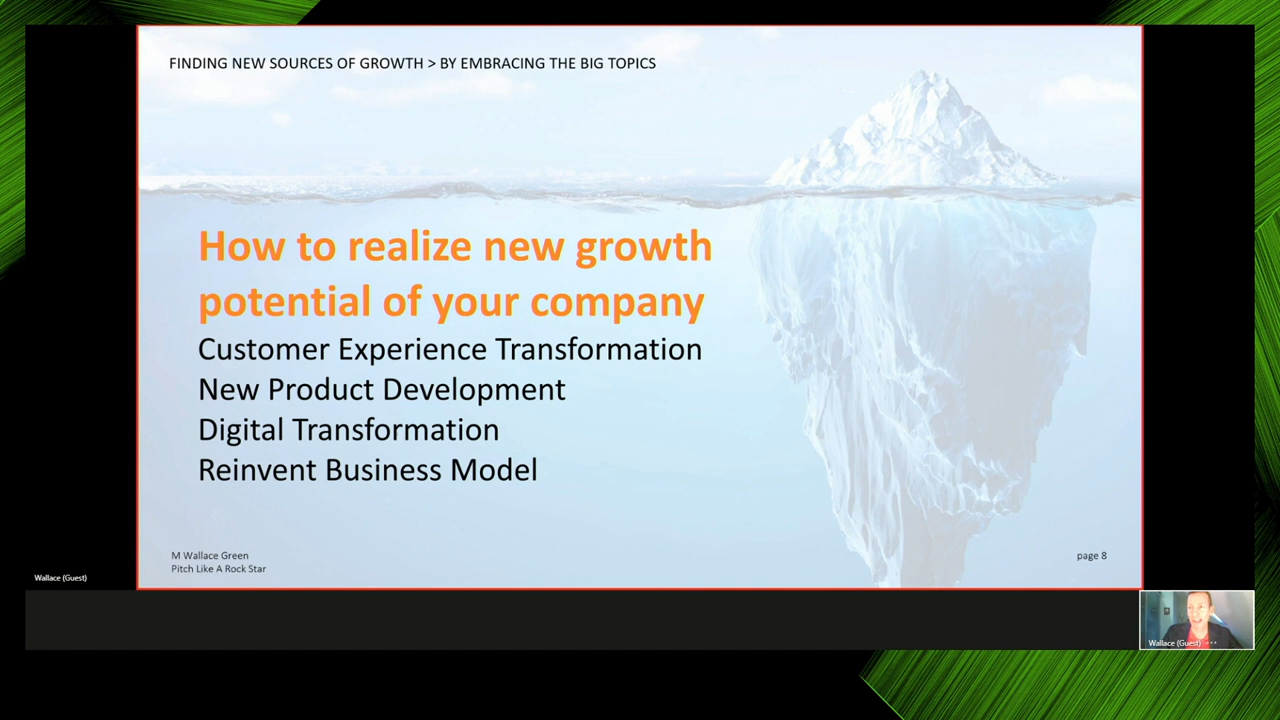 FINDING NEW SOURCES OF GROWTH > BY EMBRACING THE BIG TOPICS
How to realize new growth
potential of your company
Customer Experience Transformation
New Product Development
Digital Transformation
Reinvent Business Model
M Wallace Green
Pitch Like A Rock Star
page 8
Wallace (Guest)
Wallace (Guest) ...